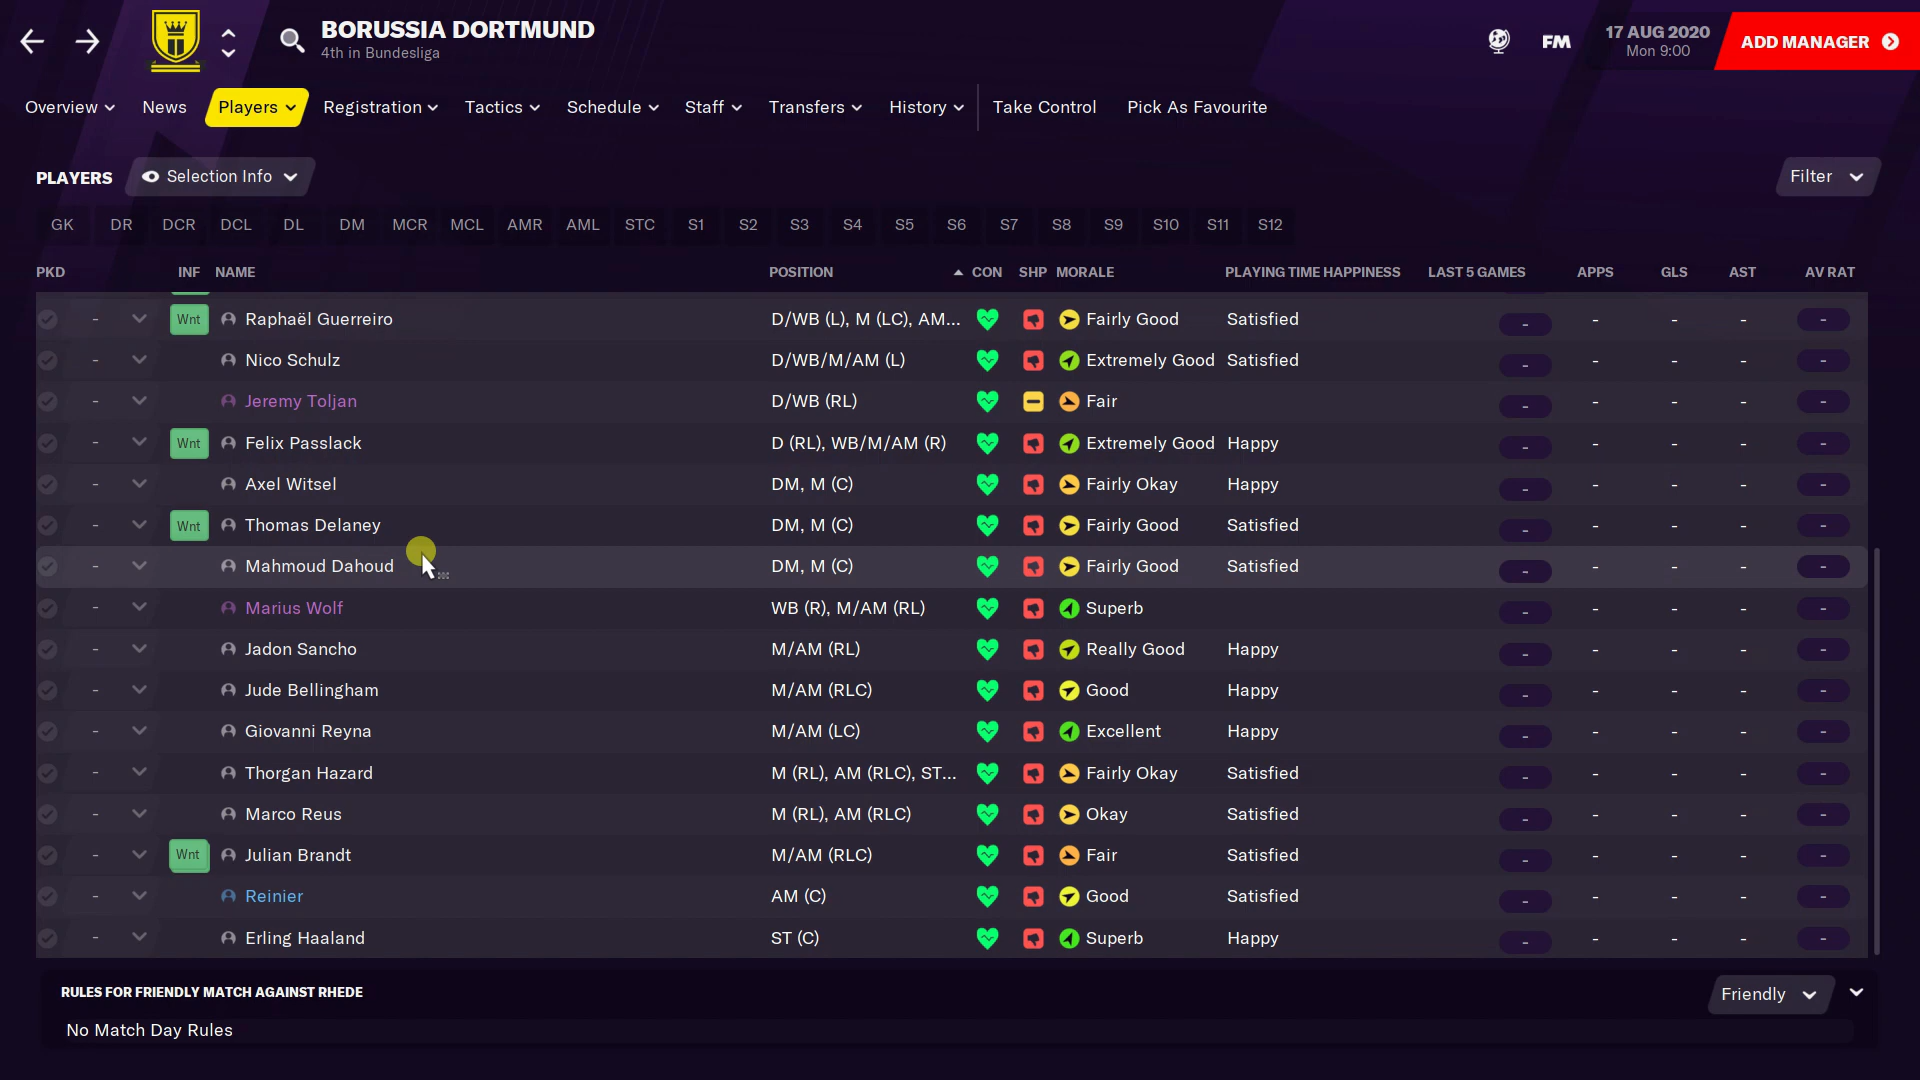 BORUSSIA DORTMUND
4th in Bundesliga
FM
17 AUG 2020
Mon 9:00
ADD MANAGER
Overview News Players Registration Tactics Schedule Staff Transfers History Take Control Pick As Favourite
PLAYERS Selection Info Filter
GK DR DCR DCL DL DM MCR MCL AMR AML STC S1 S2 S3 S4 S5 S6 S7 S8 S9 S10 S11 S12
PKD INF NAME POSITION CON SHP MORALE PLAYING TIME HAPPINESS LAST 5 GAMES APPS GLS AST AV RAT
- Wnt Raphaël Guerreiro D/WB (L), M (LC), AM... Fairly Good Satisfied - - - - -
- Nico Schulz D/WB/M/AM (L) Extremely Good Satisfied - - - - -
- Jeremy Toljan D/WB (RL) Fair - - - - -
- Wnt Felix Passlack D (RL), WB/M/AM (R) Extremely Good Happy - - - - -
- Axel Witsel DM, M (C) Fairly Okay Happy - - - - -
- Wnt Thomas Delaney DM, M (C) Fairly Good Satisfied - - - - -
- Mahmoud Dahoud DM, M (C) Fairly Good Satisfied - - - - -
- Marius Wolf WB (R), M/AM (RL) Superb - - - - -
- Jadon Sancho M/AM (RL) Really Good Happy - - - - -
- Jude Bellingham M/AM (RLC) Good Happy - - - - -
- Giovanni Reyna M/AM (LC) Excellent Happy - - - - -
- Thorgan Hazard M (RL), AM (RLC), ST... Fairly Okay Satisfied - - - - -
- Marco Reus M (RL), AM (RLC) Okay Satisfied - - - - -
- Wnt Julian Brandt M/AM (RLC) Fair Satisfied - - - - -
- Reinier AM (C) Good Satisfied - - - - -
- Erling Haaland ST (C) Superb Happy - - - - -
RULES FOR FRIENDLY MATCH AGAINST RHEDE Friendly
No Match Day Rules